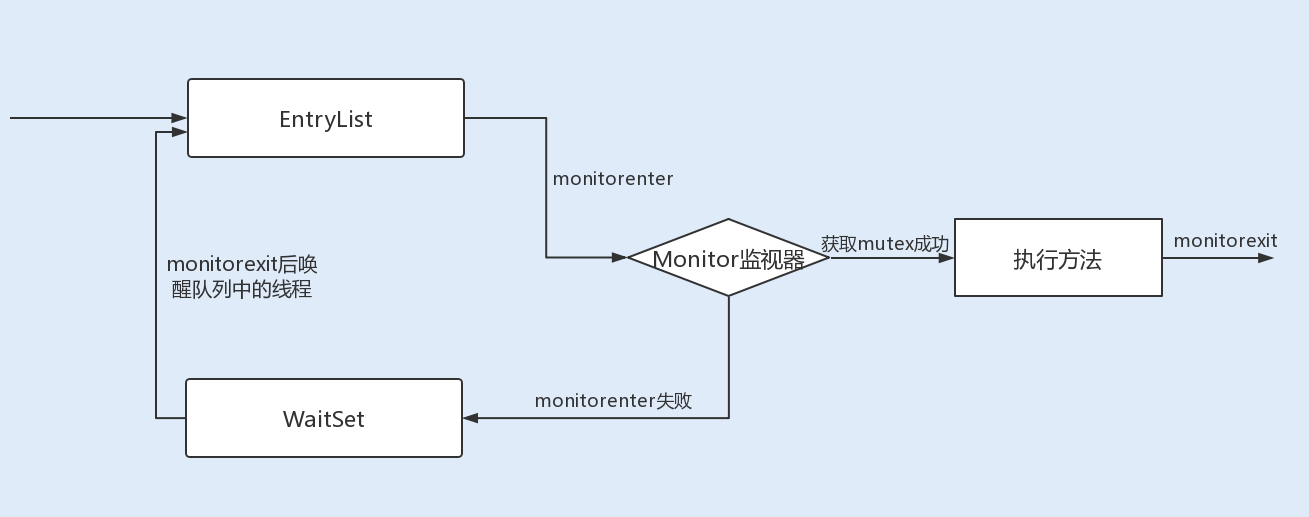 EntryList
monitorenter
获取mutex成功
monitorexit
Monitor监视器
执行方法
monitorexit后唤
醒队列中的线程
monitorenter失败
WaitSet